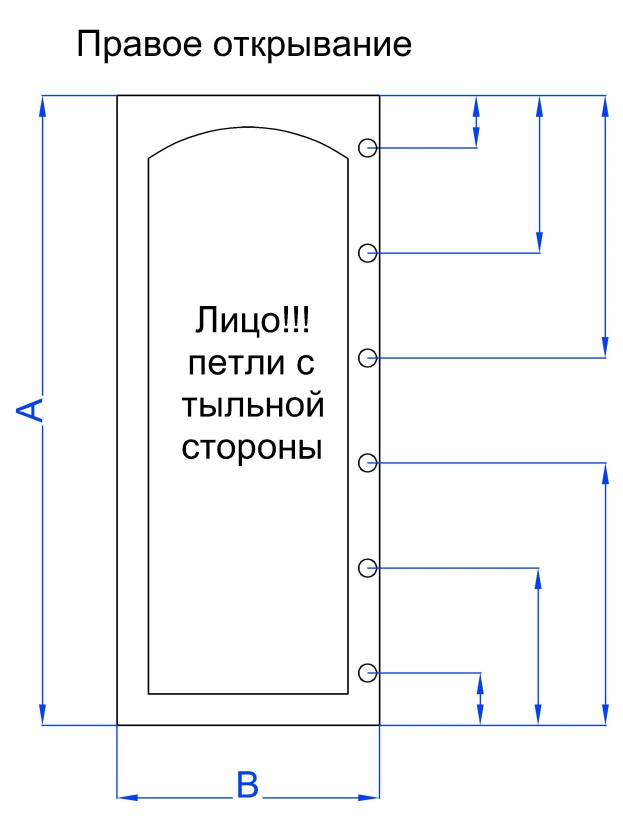 Правое открывание
Лицо!!!
петли с
тыльной
стороны
A
B